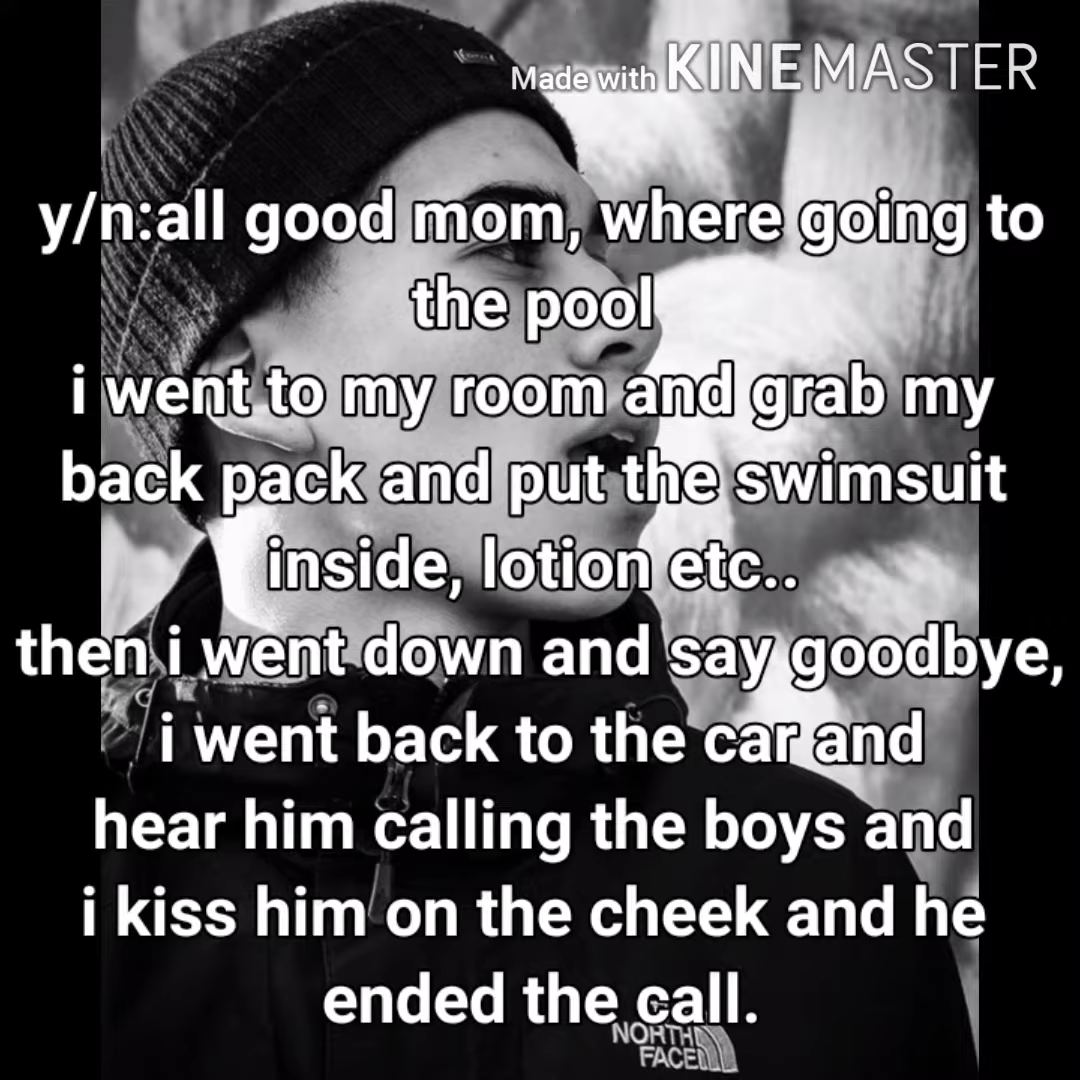 Made with KINEMASTER
y/n:all good mom, where going to
the pool
i went to my room and grab my
back pack and put the swimsuit
inside, lotion etc..
then i went down and say goodbye,
i went back to the car and
hear him calling the boys and
i kiss him on the cheek and he
ended the call.
NORTH
FACE